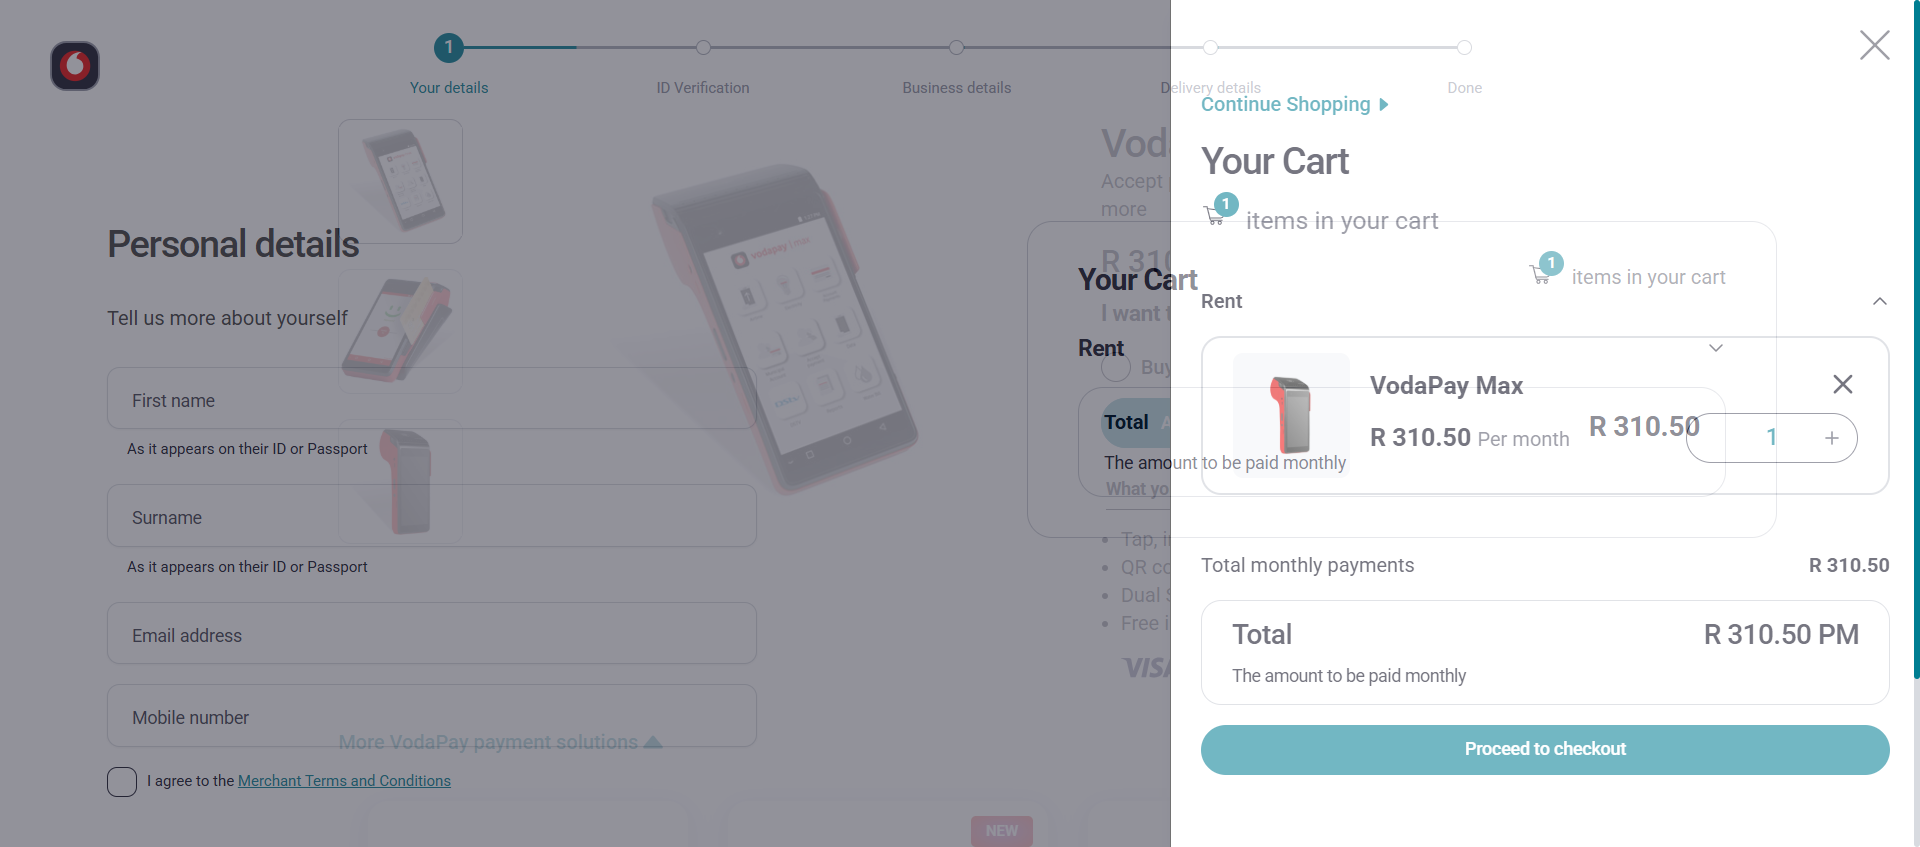 1
Your details
ID Verification
Business details
Delivery details
Done
Continue Shopping
Your Cart
1
items in your cart
Rent
VodaPay Max
R 310.50 Per month
R 310.50
1
+
Total monthly payments
R 310.50
Total
R 310.50 PM
The amount to be paid monthly
Proceed to checkout
Personal details
Tell us more about yourself
First name
As it appears on their ID or Passport
Surname
As it appears on their ID or Passport
Email address
Mobile number
I agree to the Merchant Terms and Conditions
More VodaPay payment solutions
NEW
Accept
more
R 310
Your Cart
1
items in your cart
I want
Rent
Buy
Total
The amount to be paid monthly
What yo
Tap, i
QR co
Dual S
Free i
VISA
vodapay max